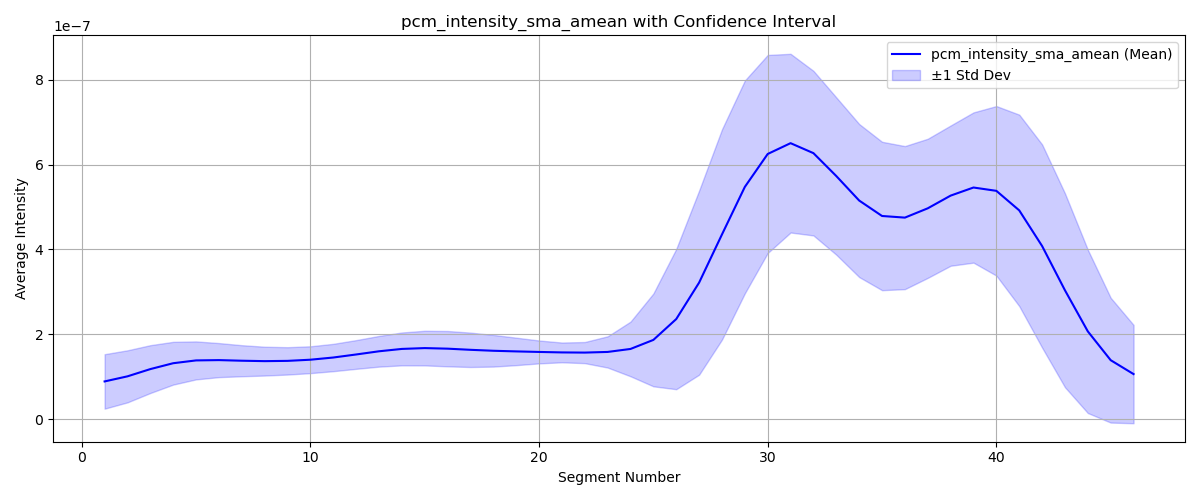 pcm_intensity_sma_amean with Confidence Interval
1e−7
pcm_intensity_sma_amean (Mean)
±1 Std Dev
8
6
4
2
0
Average Intensity
0 10 20 30 40
Segment Number